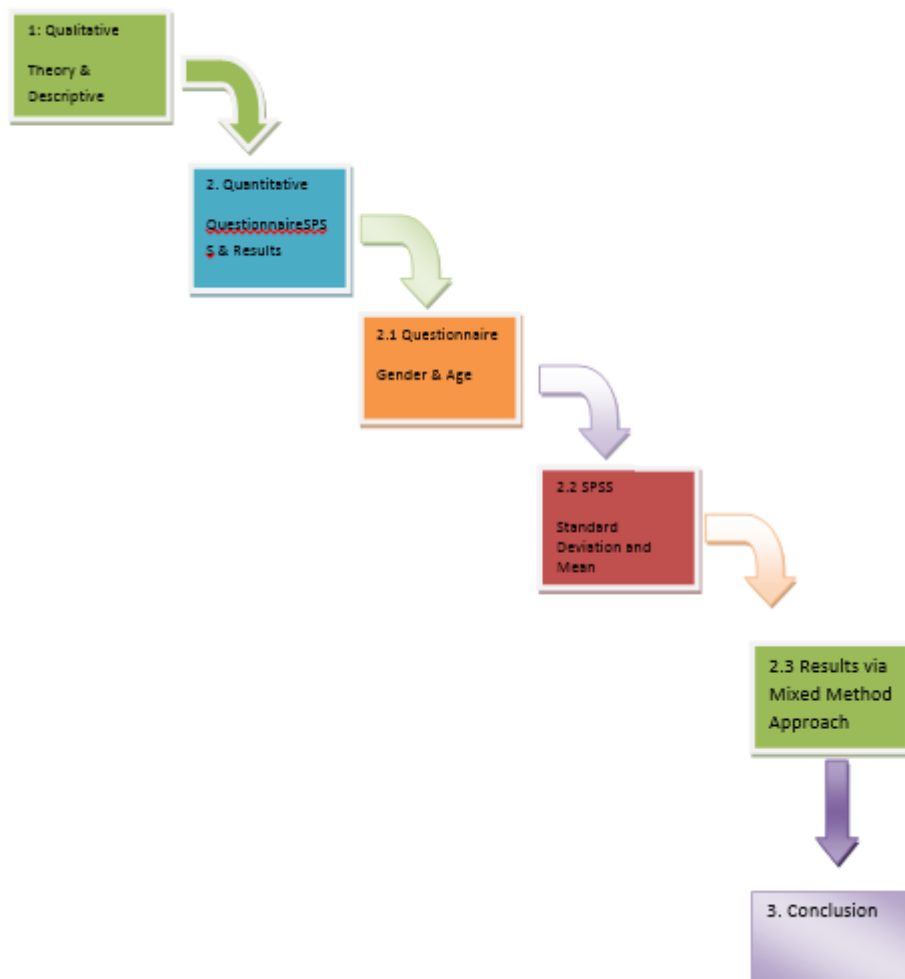 1: Qualitative
Theory &
Descriptive
2. Quantitative
QuestionnaireSPS
S & Results
2.1 Questionnaire
Gender & Age
2.2 SPSS
Standard
Deviation and
Mean
2.3 Results via
Mixed Method
Approach
3. Conclusion